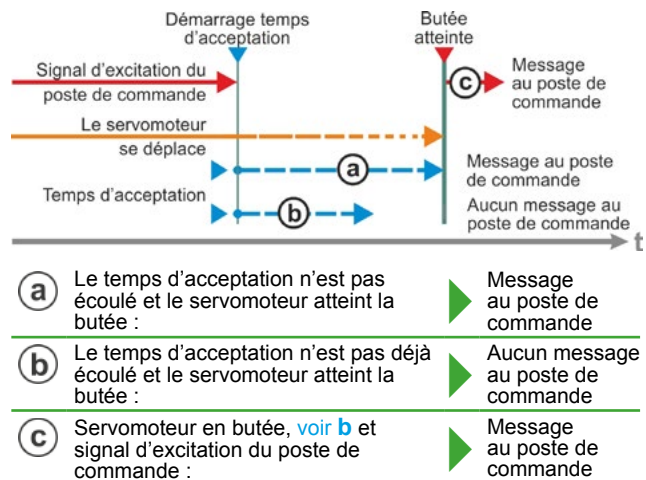 Démarrage temps
d'acceptation
Butée
atteinte
Signal d'excitation du
poste de commande
c
Message
au poste de
commande
Le servomoteur
se déplace
a
Message au poste
de commande
Temps d'acceptation
b
Aucun message au
poste de commande
t
a
Le temps d'acceptation n'est pas
écoulé et le servomoteur atteint la
butée :
Message
au poste de
commande
b
Le temps d'acceptation n'est pas déjà
écoulé et le servomoteur atteint la
butée :
Aucun message
au poste de
commande
c
Servomoteur en butée, voir b et
signal d'excitation du poste de
commande :
Message
au poste de
commande